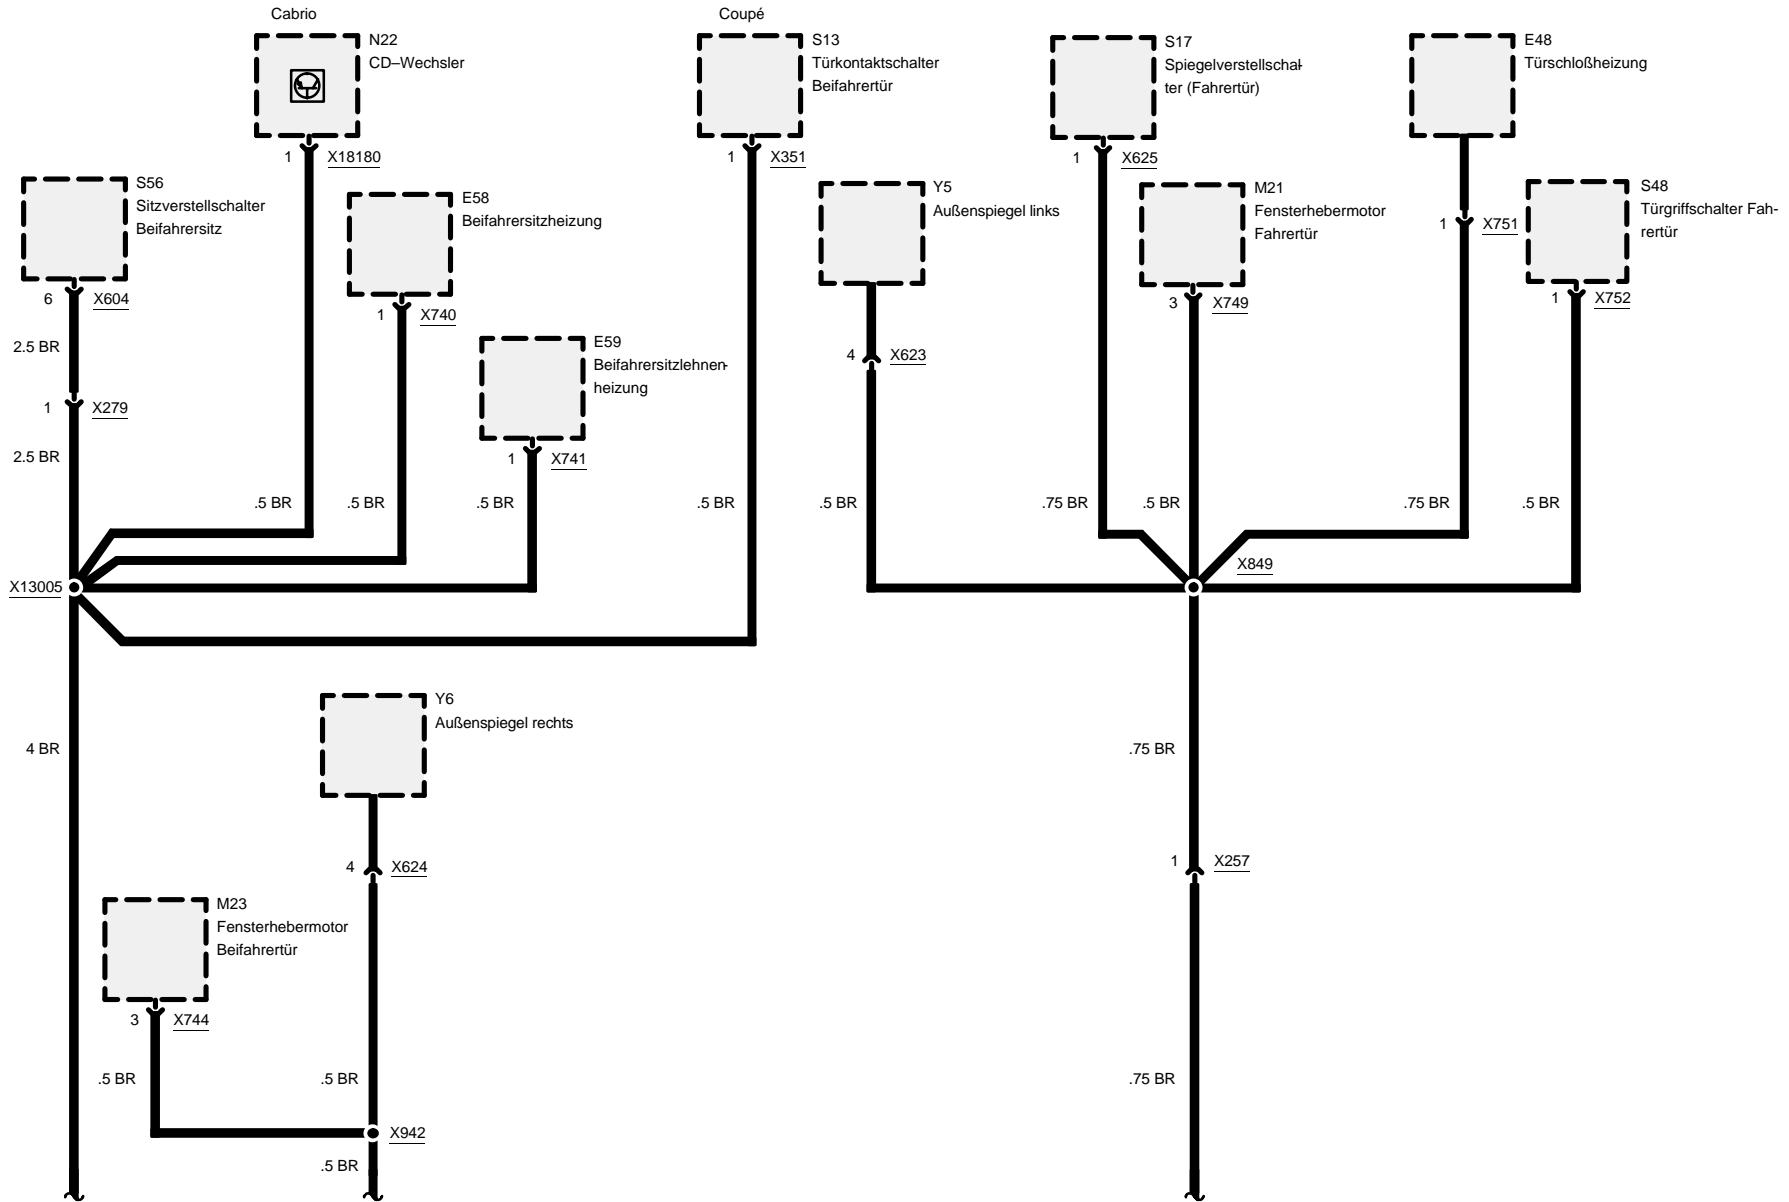 Cabrio
Coupé
N22
CD–Wechsler
S13
Türkontaktschalter
Beifahrertür
S17
Spiegelverstellschal-
ter (Fahrertür)
E48
Türschloßheizung
1 X18180
1 X351
1 X625
S56
Sitzverstellschalter
Beifahrersitz
E58
Beifahrersitzheizung
Y5
Außenspiegel links
M21
Fensterhebermotor
Fahrertür
1 X751
S48
Türgriffschalter Fah-
rertür
6 X604
1 X740
3 X749
1 X752
2.5 BR
E59
Beifahrersitzlehnen-
heizung
4 X623
1 X279
2.5 BR
1 X741
.5 BR
.5 BR
.5 BR
.5 BR
.5 BR
.75 BR
.5 BR
.75 BR
.5 BR
X13005
X849
Y6
Außenspiegel rechts
4 BR
.75 BR
4 X624
1 X257
M23
Fensterhebermotor
Beifahrertür
3 X744
.5 BR
.5 BR
.75 BR
X942
.5 BR